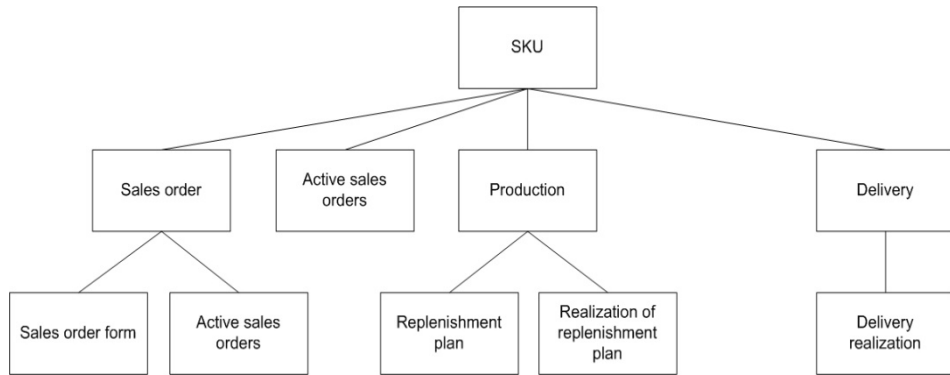 SKU
Sales order
Active sales
orders
Production
Delivery
Sales order form
Active sales
orders
Replenishment
plan
Realization of
replenishment
plan
Delivery
realization